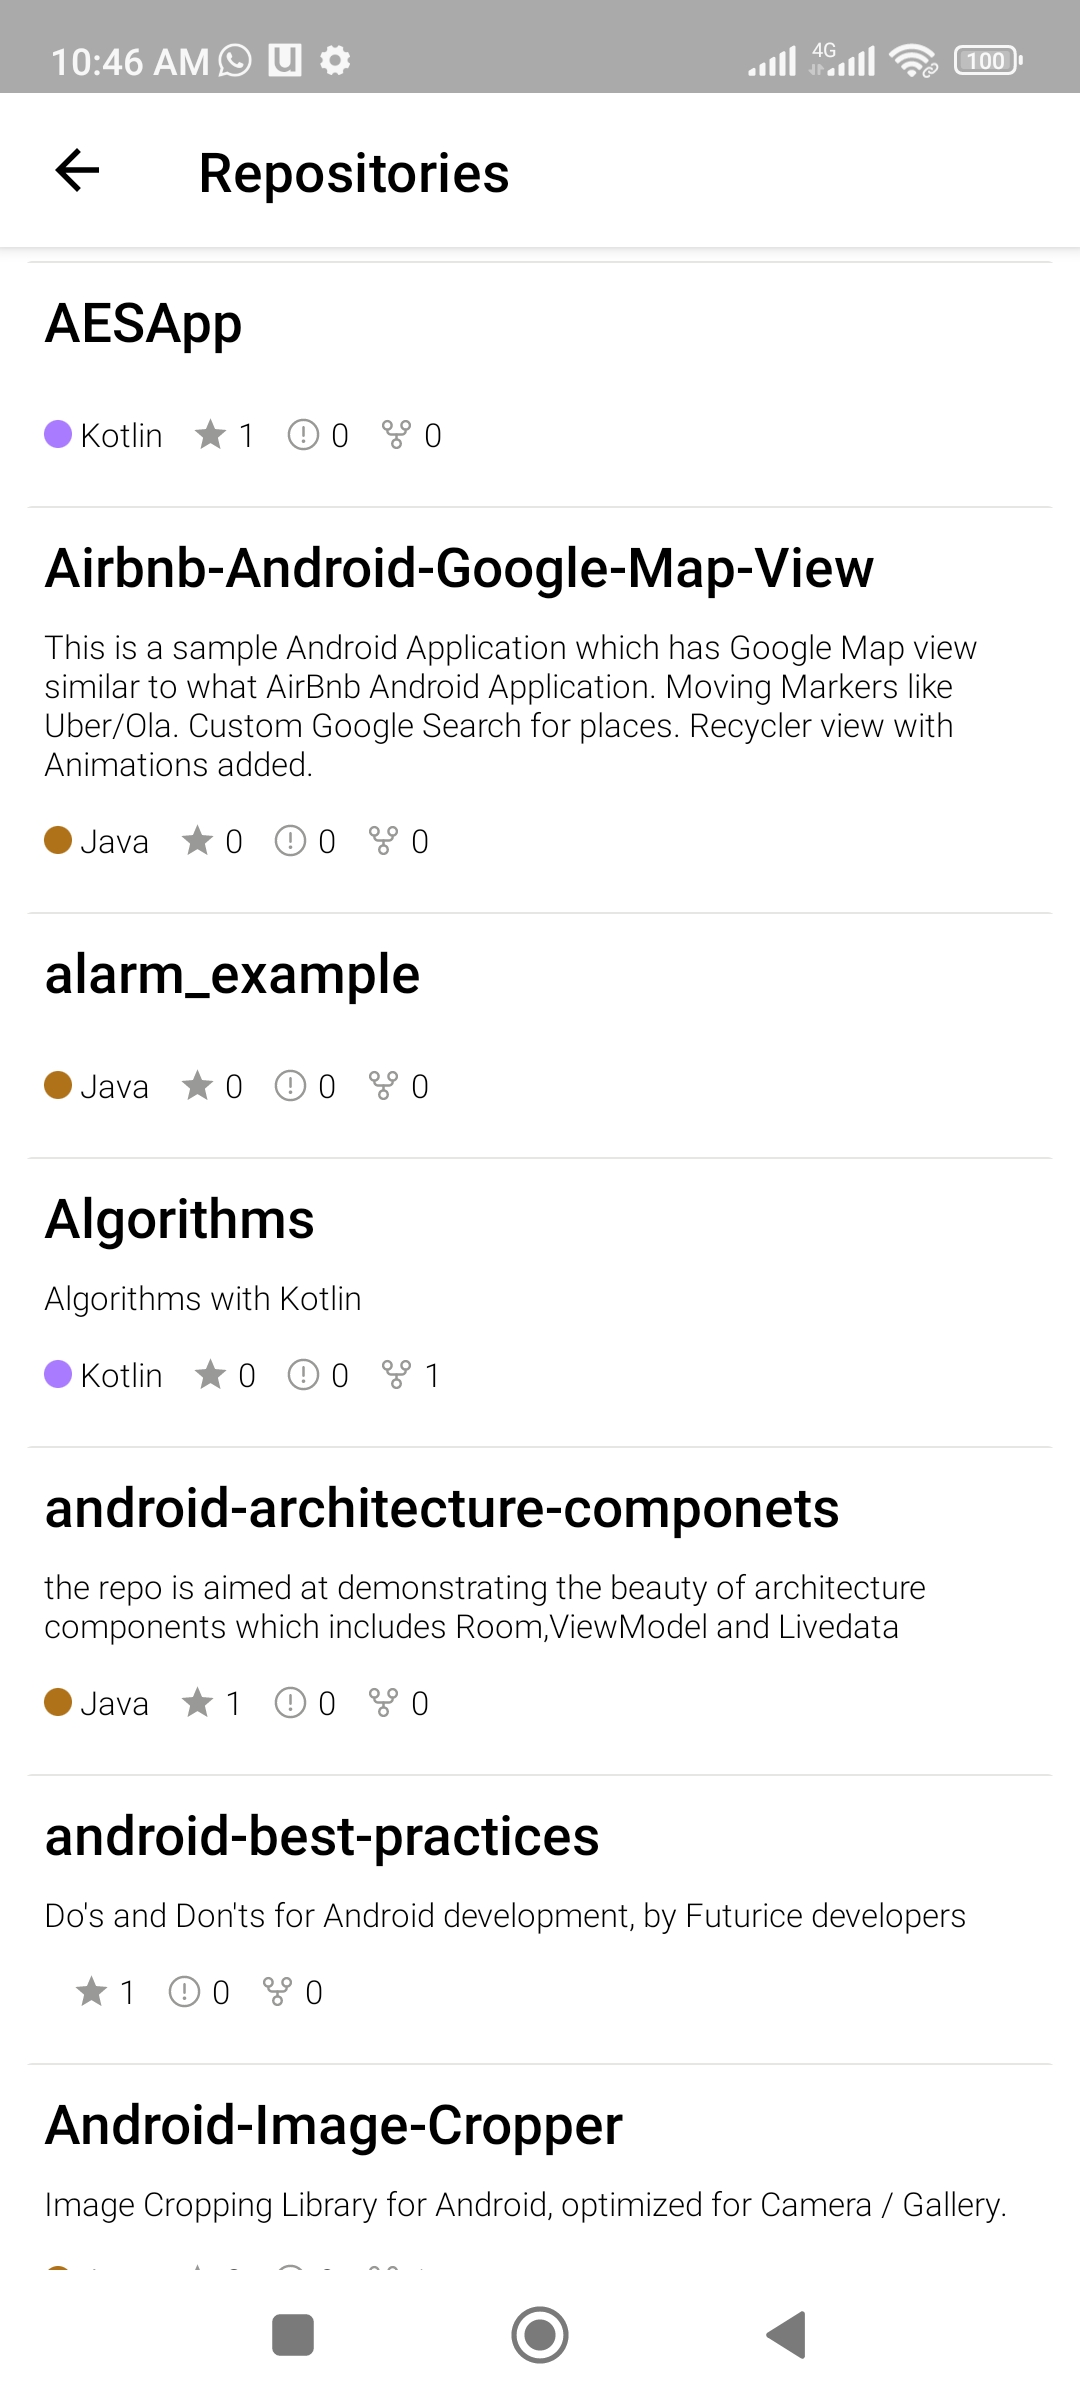 10:46 AM 4G 100
Repositories
AESApp
Kotlin 1 0 0
Airbnb-Android-Google-Map-View
This is a sample Android Application which has Google Map view
similar to what AirBnb Android Application. Moving Markers like
Uber/Ola. Custom Google Search for places. Recycler view with
Animations added.
Java 0 0 0
alarm_example
Java 0 0 0
Algorithms
Algorithms with Kotlin
Kotlin 0 0 1
android-architecture-componets
the repo is aimed at demonstrating the beauty of architecture
components which includes Room,ViewModel and Livedata
Java 1 0 0
android-best-practices
Do's and Don'ts for Android development, by Futurice developers
1 0 0
Android-Image-Cropper
Image Cropping Library for Android, optimized for Camera / Gallery.